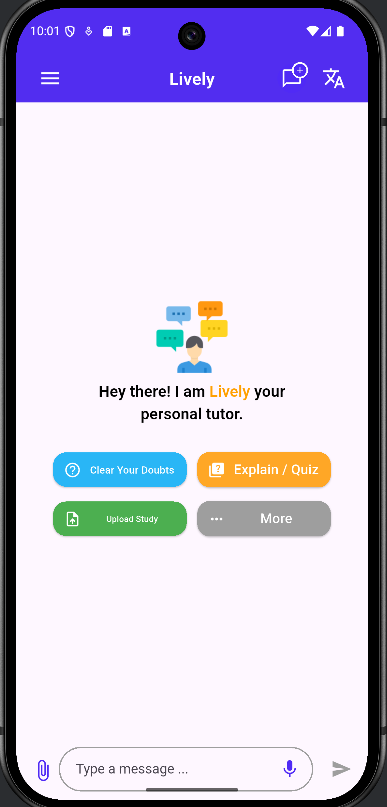 10:01
Lively
Hey there! I am Lively your
personal tutor.
Clear Your Doubts
Explain / Quiz
Upload Study
More
Type a message ...